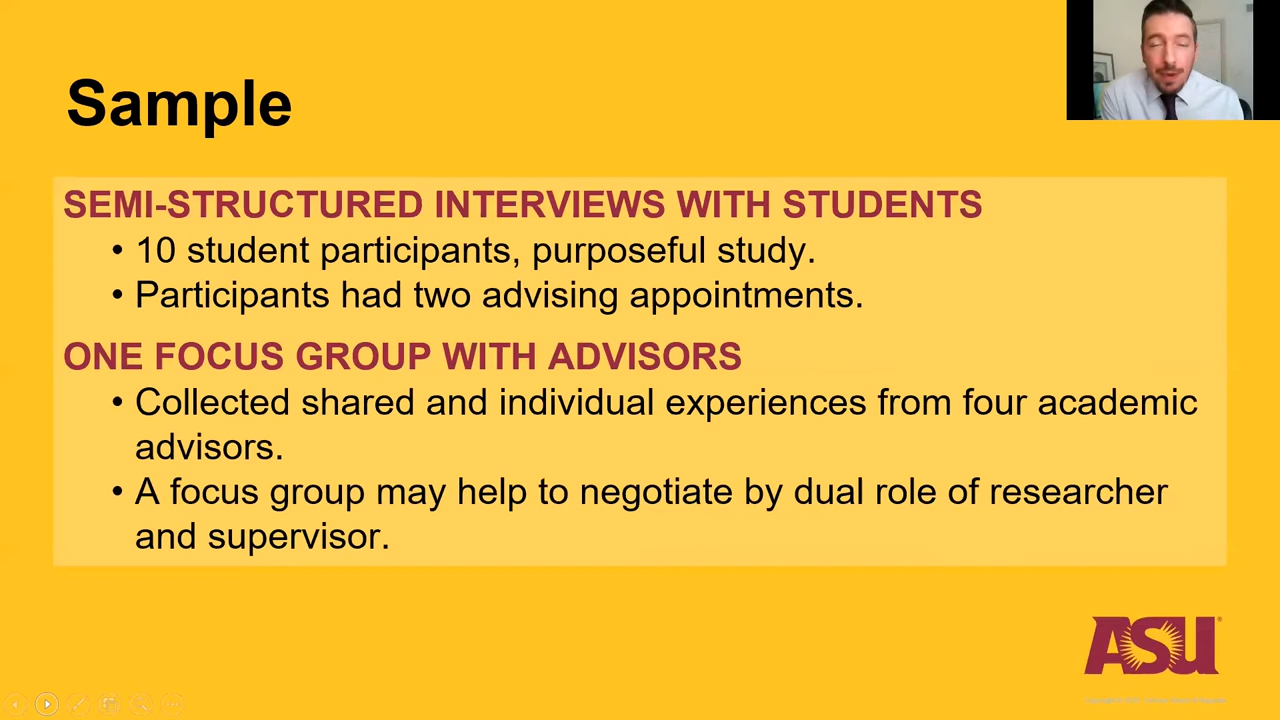 Sample
SEMI-STRUCTURED INTERVIEWS WITH STUDENTS
• 10 student participants, purposeful study.
• Participants had two advising appointments.
ONE FOCUS GROUP WITH ADVISORS
• Collected shared and individual experiences from four academic
advisors.
• A focus group may help to negotiate by dual role of researcher
and supervisor.
ASU